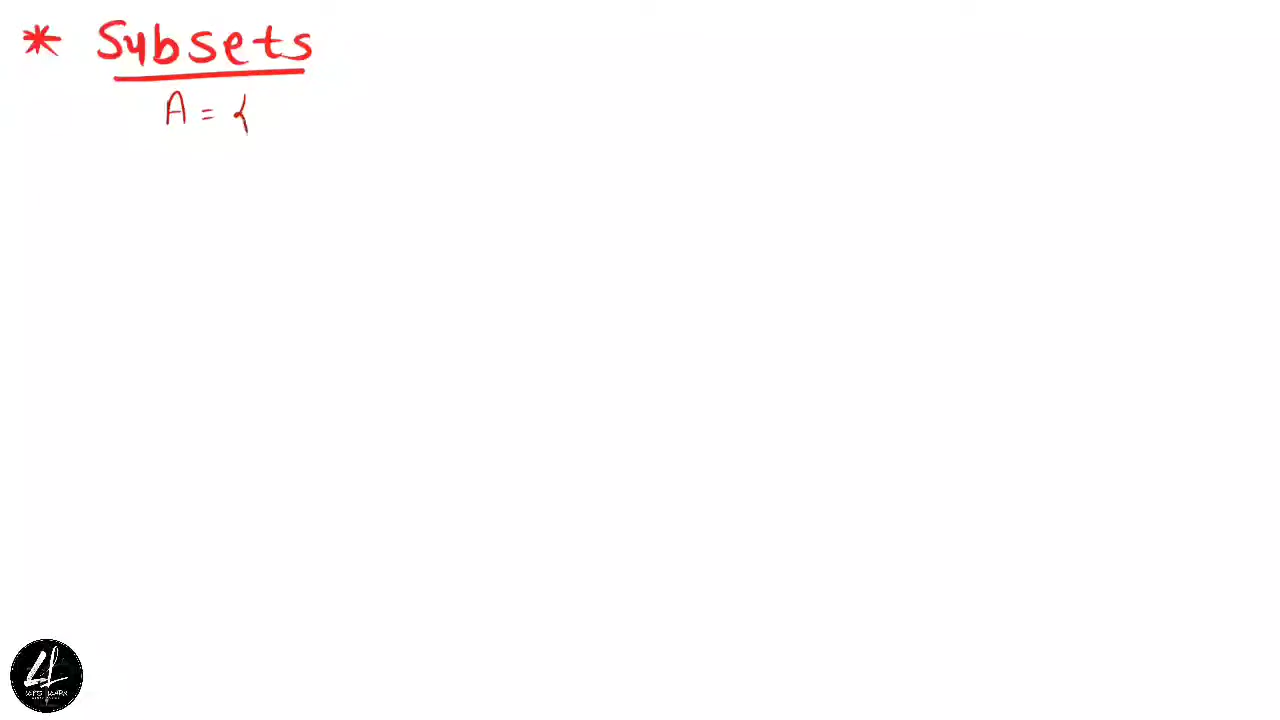 * Subsets
A = {